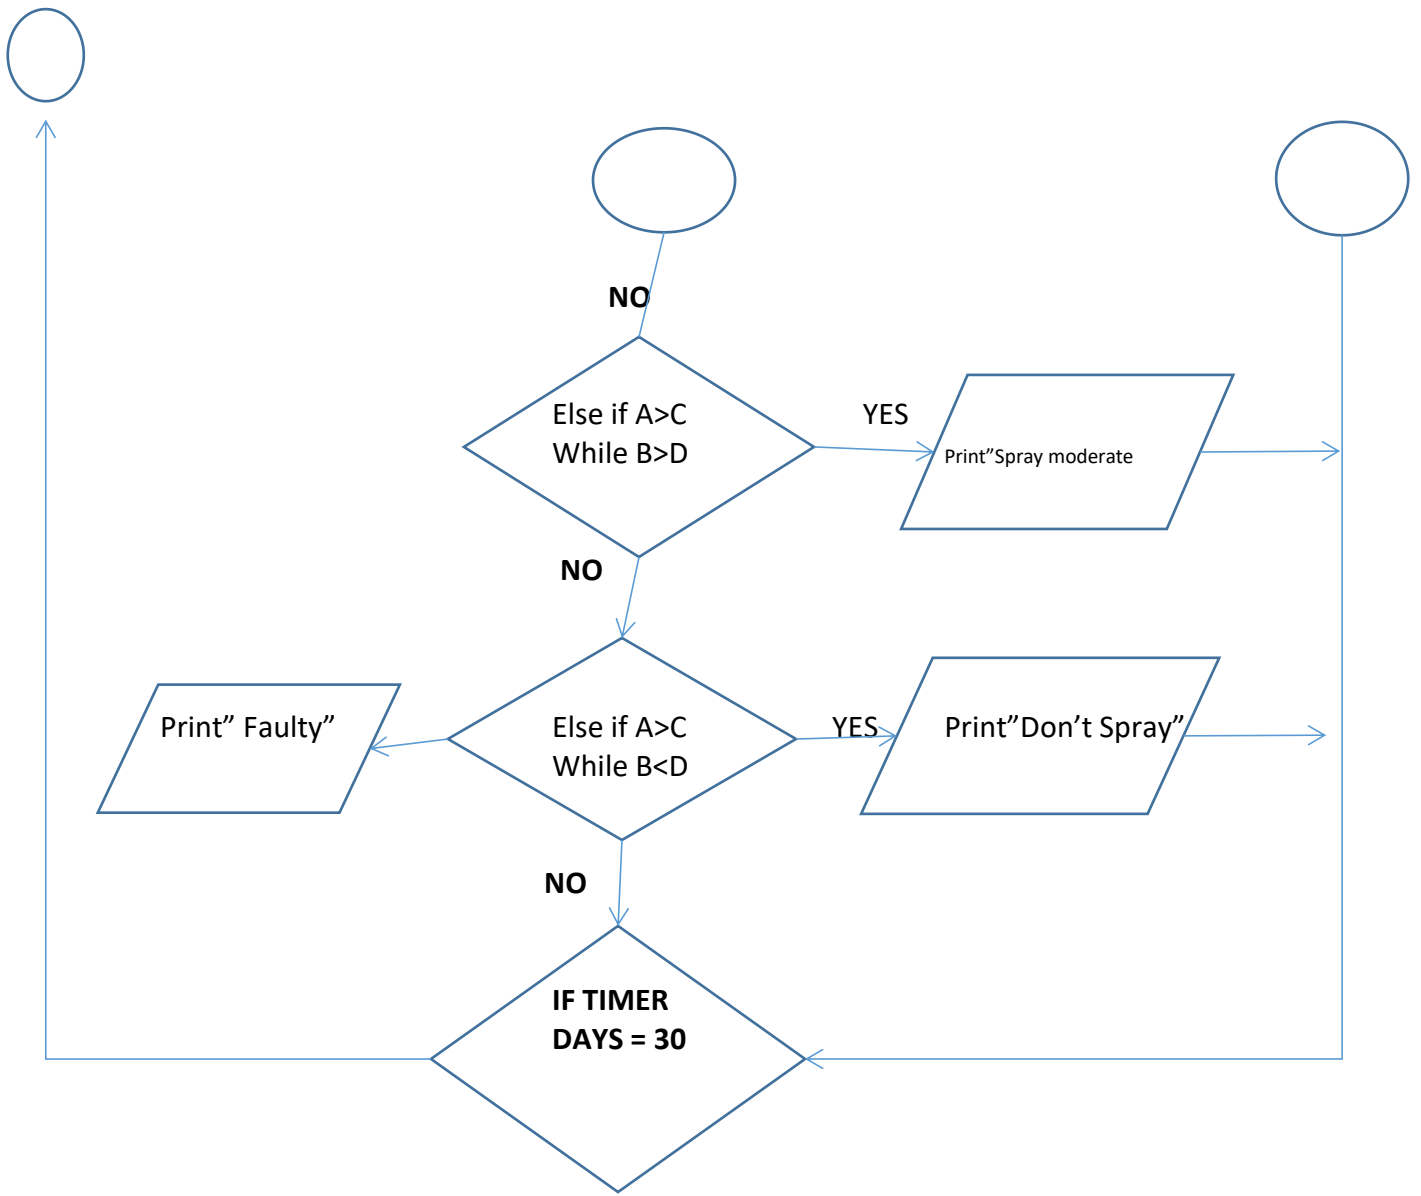 NO
Else if A>C
While B>D
YES
Print”Spray moderate
NO
Print” Faulty”
Else if A>C
While B<D
YES
Print”Don’t Spray”
NO
IF TIMER
DAYS = 30